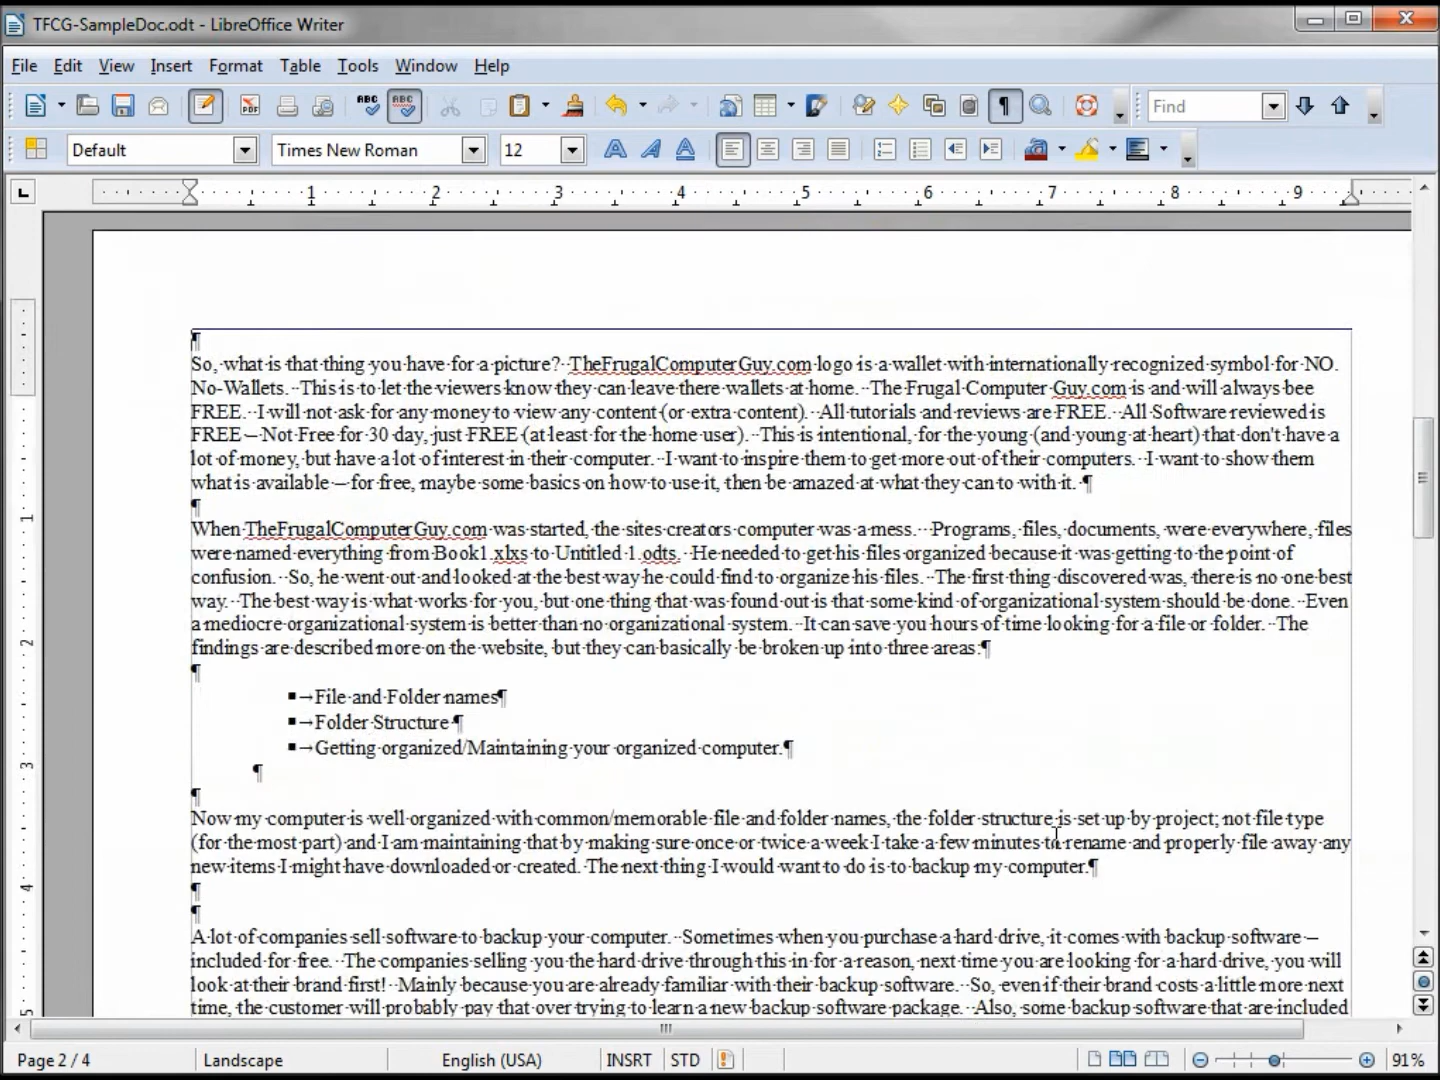 TFCG-SampleDoc.odt - LibreOffice Writer
File Edit View Insert Format Table Tools Window Help
ABC ABC PDF Find
Default Times New Roman 12
1 2 3 4 5 6 7 8 9
¶
So, what is that thing you have for a picture? TheFrugalComputerGuy.com logo is a wallet with internationally recognized symbol for NO.
No-Wallets. This is to let the viewers know they can leave there wallets at home. The Frugal Computer Guy.com is and will always bee
FREE. I will not ask for any money to view any content (or extra content). All tutorials and reviews are FREE. All Software reviewed is
FREE – Not Free for 30 day, just FREE (at least for the home user). This is intentional, for the young (and young at heart) that don't have a
lot of money, but have a lot of interest in their computer. I want to inspire them to get more out of their computers. I want to show them
what is available – for free, maybe some basics on how to use it, then be amazed at what they can to with it. ¶
¶
When TheFrugalComputerGuy.com was started, the sites creators computer was a mess. Programs, files, documents, were everywhere, files
were named everything from Book1.xlxs to Untitled 1.odts. He needed to get his files organized because it was getting to the point of
confusion. So, he went out and looked at the best way he could find to organize his files. The first thing discovered was, there is no one best
way. The best way is what works for you, but one thing that was found out is that some kind of organizational system should be done. Even
a mediocre organizational system is better than no organizational system. It can save you hours of time looking for a file or folder. The
findings are described more on the website, but they can basically be broken up into three areas:¶
¶
▪→File and Folder names¶
▪→Folder Structure ¶
▪→Getting organized/Maintaining your organized computer.¶
¶
¶
Now my computer is well organized with common/memorable file and folder names, the folder structure is set up by project; not file type
(for the most part) and I am maintaining that by making sure once or twice a week I take a few minutes to rename and properly file away any
new items I might have downloaded or created. The next thing I would want to do is to backup my computer.¶
¶
¶
A lot of companies sell software to backup your computer. Sometimes when you purchase a hard drive, it comes with backup software –
included for free. The companies selling you the hard drive through this in for a reason, next time you are looking for a hard drive, you will
look at their brand first! Mainly because you are already familiar with their backup software. So, even if their brand costs a little more next
time, the customer will probably pay that over trying to learn a new backup software package. Also, some backup software that are included
1
2
3
4
5
Page 2 / 4 Landscape English (USA) INSRT STD 91%